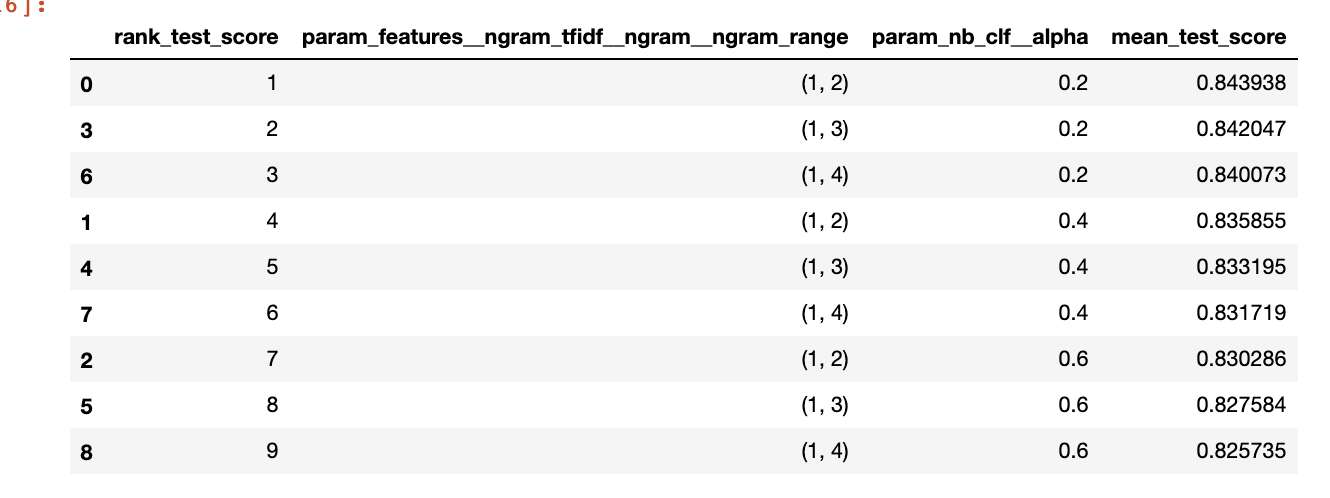 6]:
rank_test_score param_features__ngram_tfidf__ngram__ngram_range param_nb_clf__alpha mean_test_score
0 1 (1, 2) 0.2 0.843938
3 2 (1, 3) 0.2 0.842047
6 3 (1, 4) 0.2 0.840073
1 4 (1, 2) 0.4 0.835855
4 5 (1, 3) 0.4 0.833195
7 6 (1, 4) 0.4 0.831719
2 7 (1, 2) 0.6 0.830286
5 8 (1, 3) 0.6 0.827584
8 9 (1, 4) 0.6 0.825735